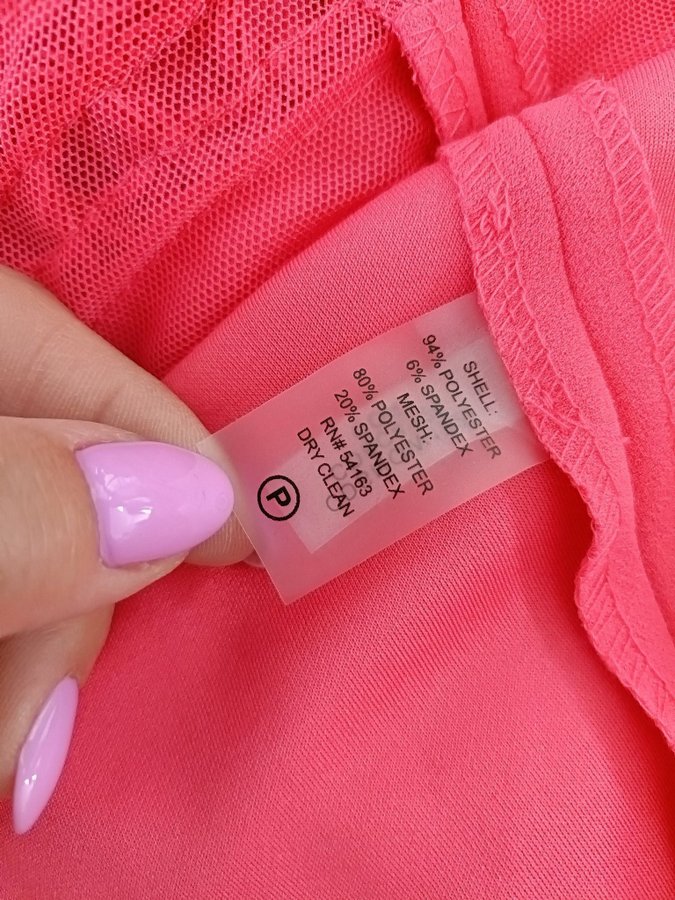 SHELL:
94% POLYESTER
6% SPANDEX
MESH:
80% POLYESTER
20% SPANDEX
RN# 54163
DRY CLEAN
P